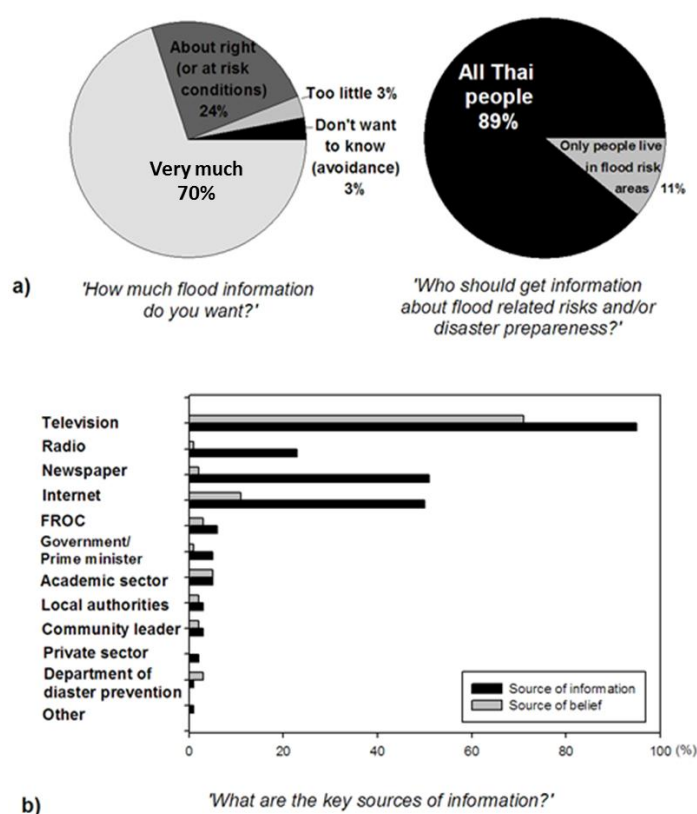 About right
(or at risk
conditions)
24%
Too little 3%
Don't want
to know
(avoidance)
3%
Very much
70%
All Thai
people
89%
Only people live
in flood risk
areas 11%
a)
'How much flood information
do you want?'
'Who should get information
about flood related risks and/or
disaster prepareness?'
Television
Radio
Newspaper
Internet
FROC
Government/
Prime minister
Academic sector
Local authorities
Community leader
Private sector
Department of
diaster prevention
Other
Source of information
Source of belief
0 20 40 60 80 100 (%)
b)
'What are the key sources of information?'